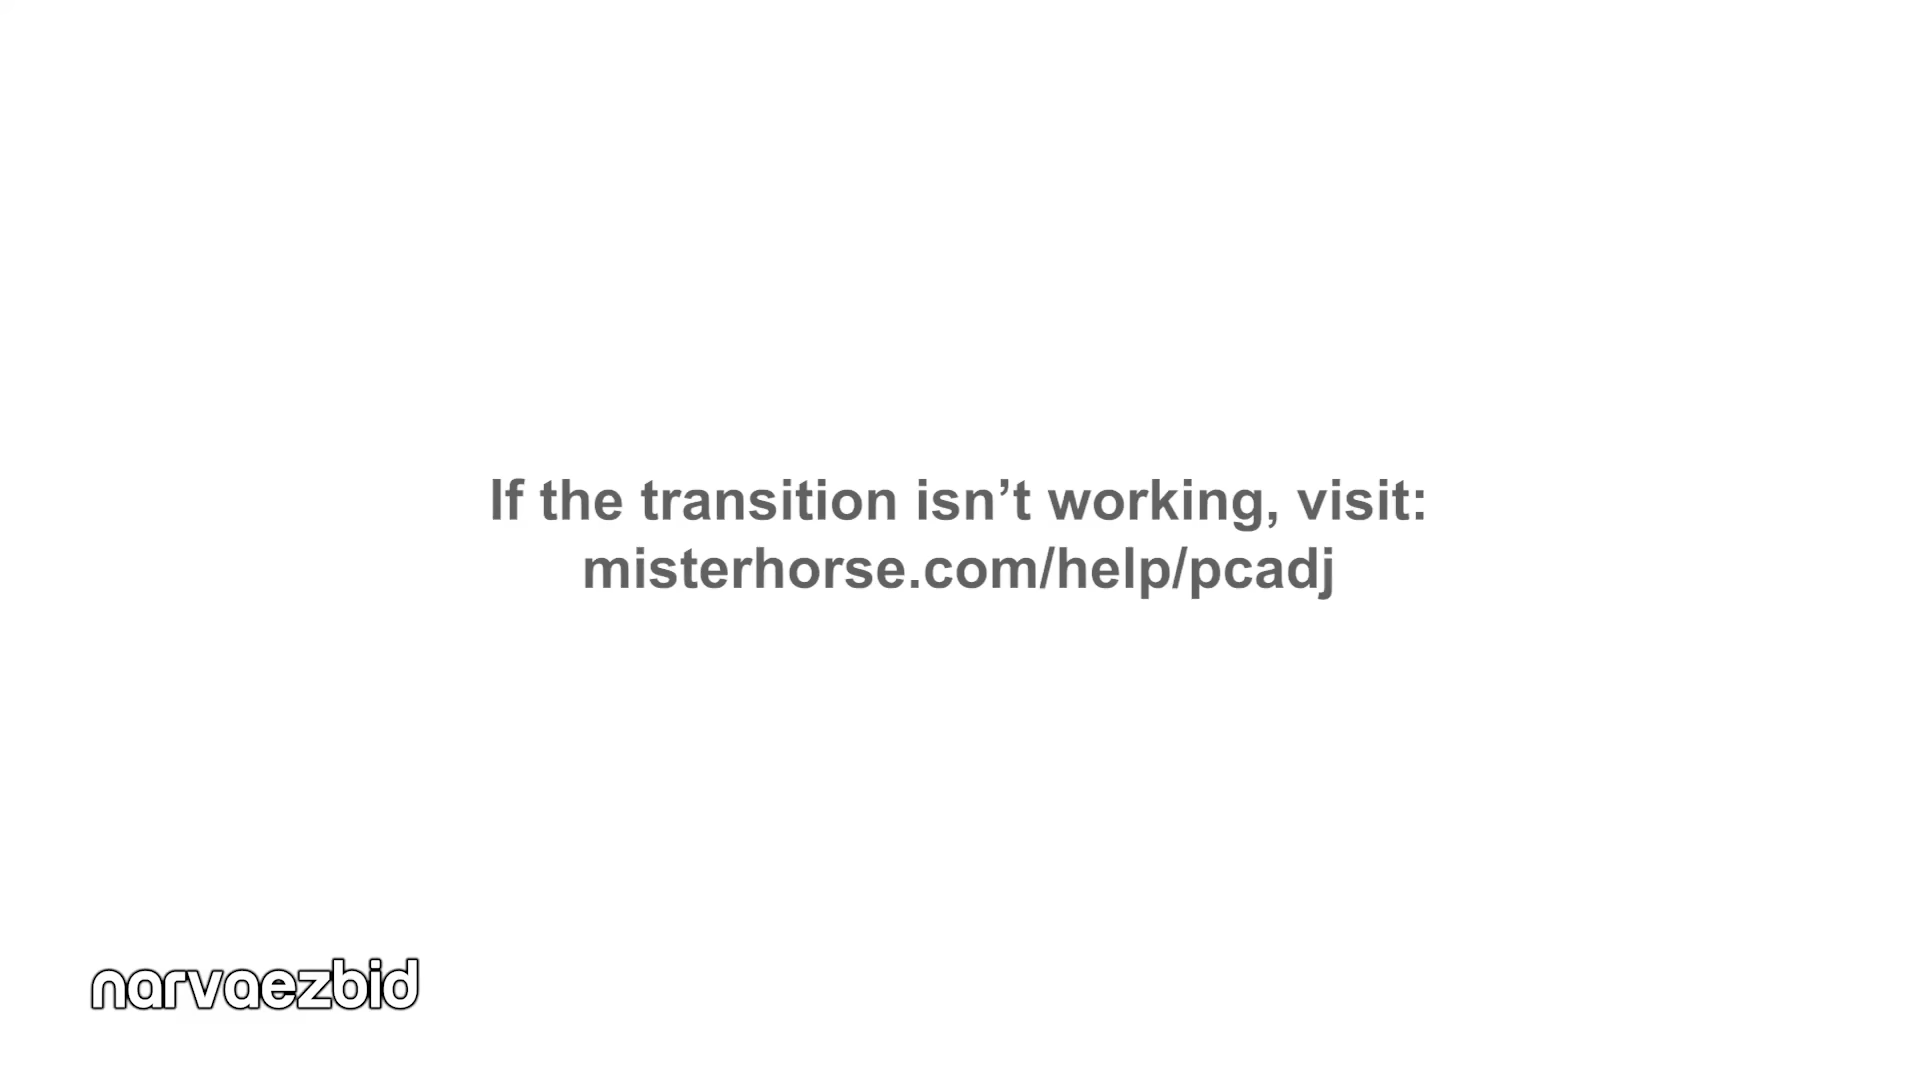 If the transition isn’t working, visit:
misterhorse.com/help/pcadj
narvaezbid